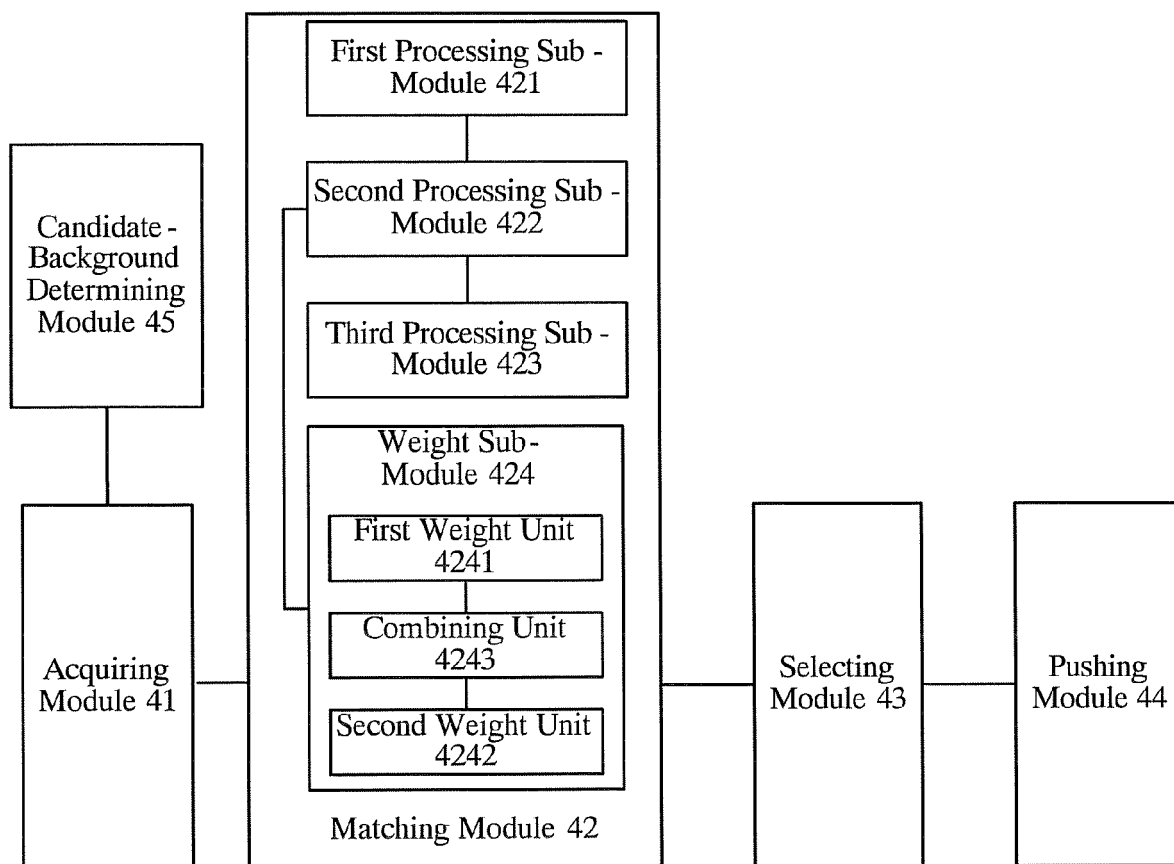 First Processing Sub -
Module 421
Second Processing Sub -
Module 422
Third Processing Sub -
Module 423
Candidate -
Background
Determining
Module 45
Weight Sub-
Module 424
First Weight Unit
4241
Combining Unit
4243
Second Weight Unit
4242
Matching Module 42
Acquiring
Module 41
Selecting
Module 43
Pushing
Module 44